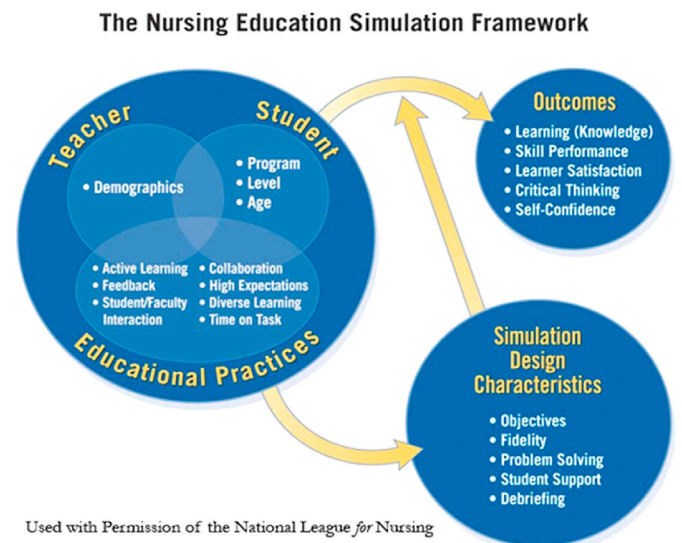 The Nursing Education Simulation Framework
Teacher
Student
• Demographics
• Program
• Level
• Age
• Active Learning
• Feedback
• Student/Faculty
Interaction
• Collaboration
• High Expectations
• Diverse Learning
• Time on Task
Educational Practices
Outcomes
• Learning (Knowledge)
• Skill Performance
• Learner Satisfaction
• Critical Thinking
• Self-Confidence
Simulation
Design
Characteristics
• Objectives
• Fidelity
• Problem Solving
• Student Support
• Debriefing
Used with Permission of the National League for Nursing